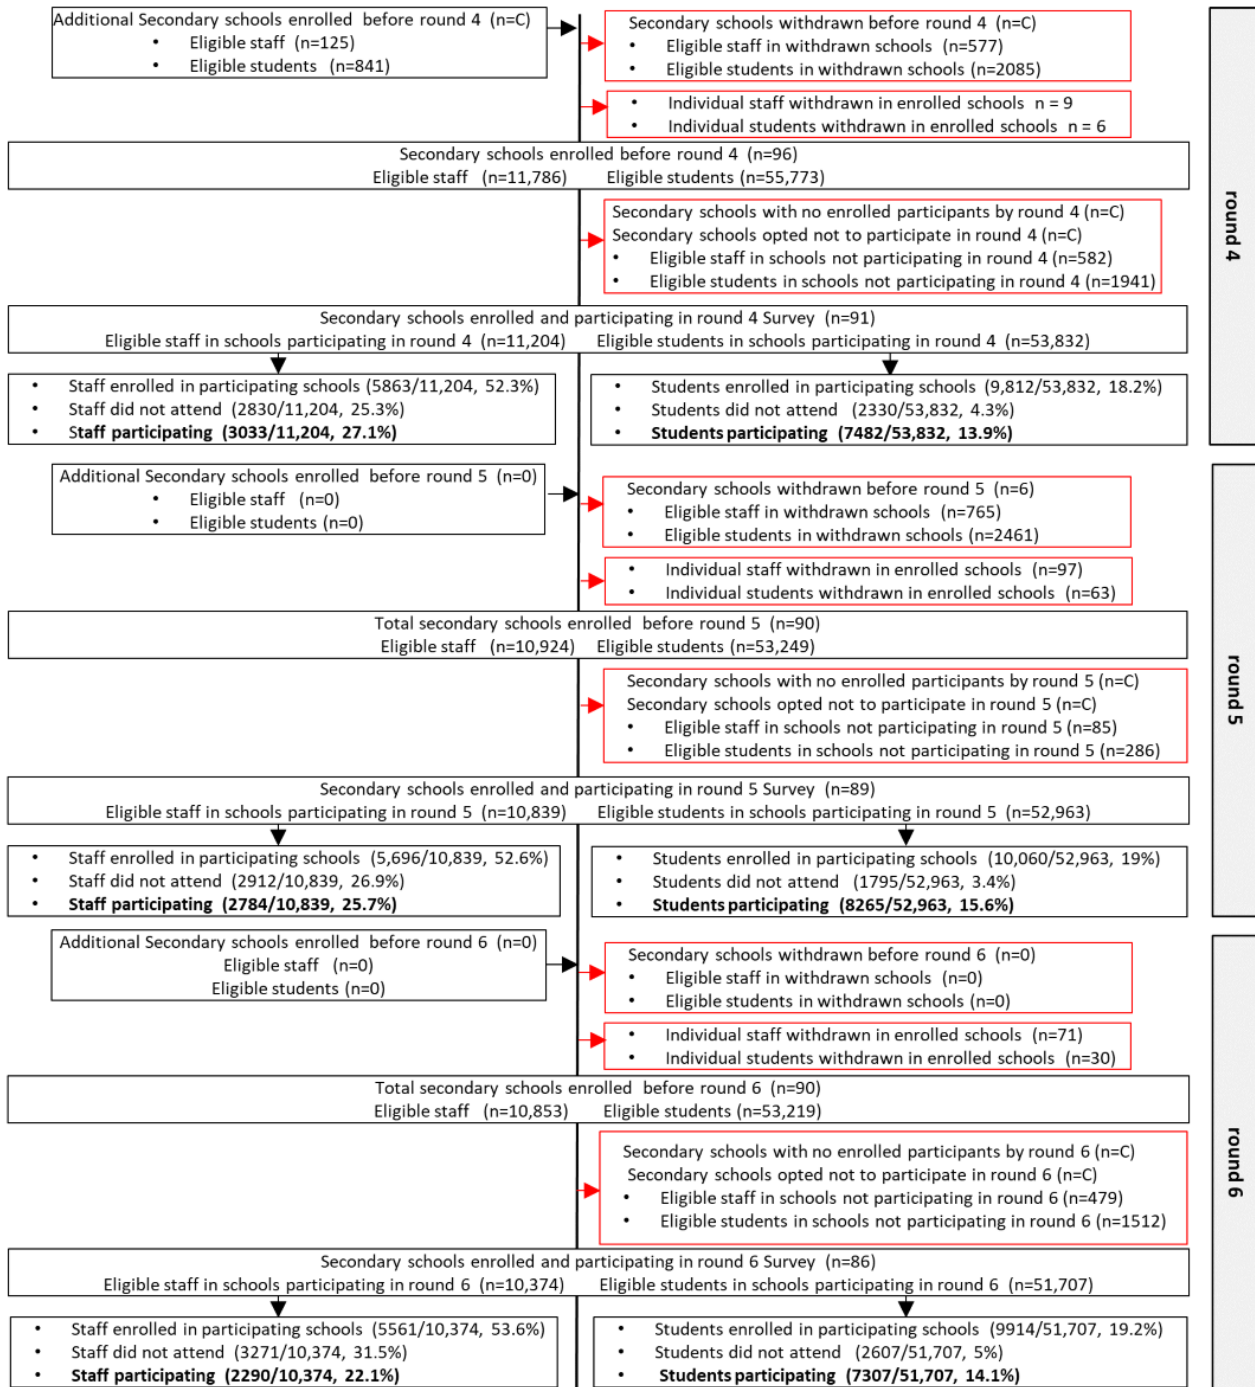 Additional Secondary schools enrolled before round 4 (n=C)
• Eligible staff (n=125)
• Eligible students (n=841)
Secondary schools withdrawn before round 4 (n=C)
• Eligible staff in withdrawn schools (n=577)
• Eligible students in withdrawn schools (n=2085)
• Individual staff withdrawn in enrolled schools n = 9
• Individual students withdrawn in enrolled schools n = 6
Secondary schools enrolled before round 4 (n=96)
Eligible staff (n=11,786) Eligible students (n=55,773)
Secondary schools with no enrolled participants by round 4 (n=C)
Secondary schools opted not to participate in round 4 (n=C)
• Eligible staff in schools not participating in round 4 (n=582)
• Eligible students in schools not participating in round 4 (n=1941)
Secondary schools enrolled and participating in round 4 Survey (n=91)
Eligible staff in schools participating in round 4 (n=11,204) Eligible students in schools participating in round 4 (n=53,832)
• Staff enrolled in participating schools (5863/11,204, 52.3%)
• Staff did not attend (2830/11,204, 25.3%)
• Staff participating (3033/11,204, 27.1%)
• Students enrolled in participating schools (9,812/53,832, 18.2%)
• Students did not attend (2330/53,832, 4.3%)
• Students participating (7482/53,832, 13.9%)
round 4
Additional Secondary schools enrolled before round 5 (n=0)
• Eligible staff (n=0)
• Eligible students (n=0)
Secondary schools withdrawn before round 5 (n=6)
• Eligible staff in withdrawn schools (n=765)
• Eligible students in withdrawn schools (n=2461)
• Individual staff withdrawn in enrolled schools (n=97)
• Individual students withdrawn in enrolled schools (n=63)
Total secondary schools enrolled before round 5 (n=90)
Eligible staff (n=10,924) Eligible students (n=53,249)
Secondary schools with no enrolled participants by round 5 (n=C)
Secondary schools opted not to participate in round 5 (n=C)
• Eligible staff in schools not participating in round 5 (n=85)
• Eligible students in schools not participating in round 5 (n=286)
Secondary schools enrolled and participating in round 5 Survey (n=89)
Eligible staff in schools participating in round 5 (n=10,839) Eligible students in schools participating in round 5 (n=52,963)
• Staff enrolled in participating schools (5,696/10,839, 52.6%)
• Staff did not attend (2912/10,839, 26.9%)
• Staff participating (2784/10,839, 25.7%)
• Students enrolled in participating schools (10,060/52,963, 19%)
• Students did not attend (1795/52,963, 3.4%)
• Students participating (8265/52,963, 15.6%)
round 5
Additional Secondary schools enrolled before round 6 (n=0)
Eligible staff (n=0)
Eligible students (n=0)
Secondary schools withdrawn before round 6 (n=0)
• Eligible staff in withdrawn schools (n=0)
• Eligible students in withdrawn schools (n=0)
• Individual staff withdrawn in enrolled schools (n=71)
• Individual students withdrawn in enrolled schools (n=30)
Total secondary schools enrolled before round 6 (n=90)
Eligible staff (n=10,853) Eligible students (n=53,219)
Secondary schools with no enrolled participants by round 6 (n=C)
Secondary schools opted not to participate in round 6 (n=C)
• Eligible staff in schools not participating in round 6 (n=479)
• Eligible students in schools not participating in round 6 (n=1512)
Secondary schools enrolled and participating in round 6 Survey (n=86)
Eligible staff in schools participating in round 6 (n=10,374) Eligible students in schools participating in round 6 (n=51,707)
• Staff enrolled in participating schools (5561/10,374, 53.6%)
• Staff did not attend (3271/10,374, 31.5%)
• Staff participating (2290/10,374, 22.1%)
• Students enrolled in participating schools (9914/51,707, 19.2%)
• Students did not attend (2607/51,707, 5%)
• Students participating (7307/51,707, 14.1%)
round 6